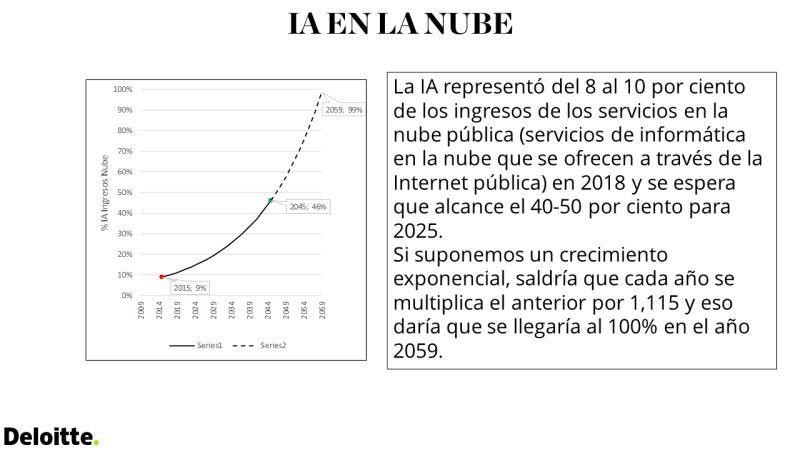 IA EN LA NUBE
100%
90%
80%
70%
60%
50%
40%
30%
20%
10%
0%
% IA Ingresos Nube
2059; 99%
2045; 46%
2015; 9%
2009
2014
2019
2024
2029
2034
2039
2044
2049
2054
2059
Series1
Series2
La IA representó del 8 al 10 por ciento
de los ingresos de los servicios en la
nube pública (servicios de informática
en la nube que se ofrecen a través de la
Internet pública) en 2018 y se espera
que alcance el 40-50 por ciento para
2025.
Si suponemos un crecimiento
exponencial, saldría que cada año se
multiplica el anterior por 1,115 y eso
daría que se llegaría al 100% en el año
2059.
Deloitte.